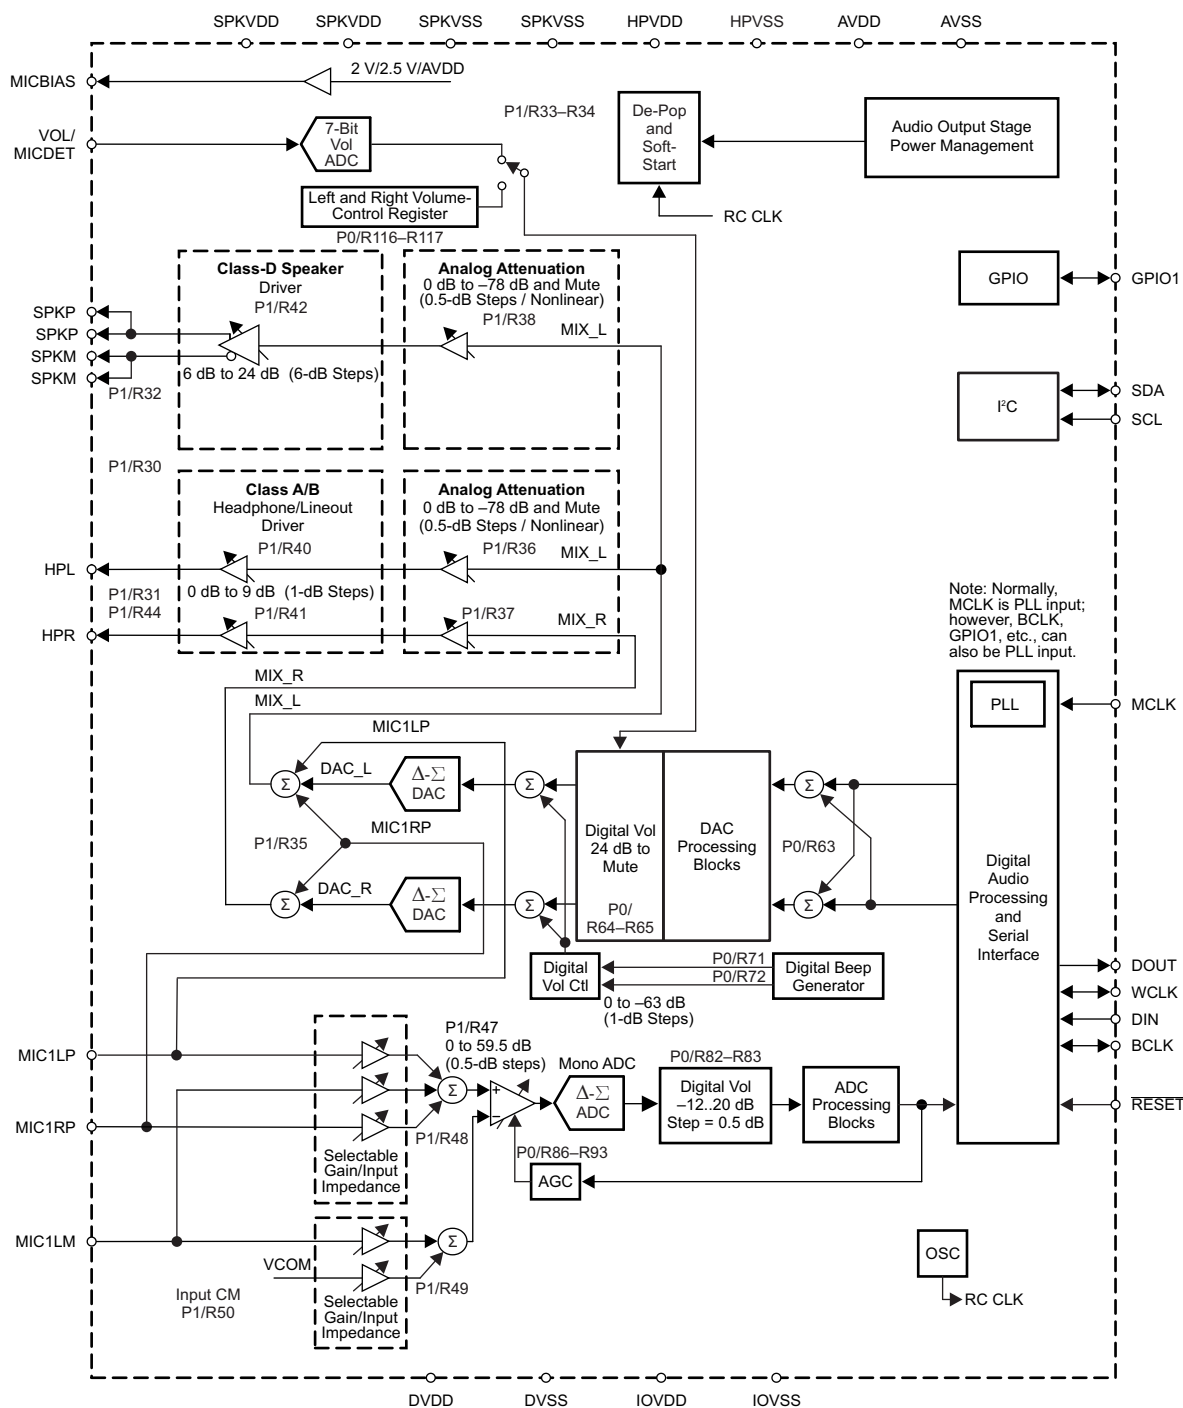 SPKVDD SPKVDD SPKVSS SPKVSS HPVDD HPVSS AVDD AVSS
MICBIAS
2 V/2.5 V/AVDD
VOL/
MICDET
7-Bit
Vol
ADC
P1/R33–R34
De-Pop
and
Soft-
Start
Audio Output Stage
Power Management
RC CLK
Left and Right Volume-
Control Register
P0/R116–R117
Class-D Speaker
Driver
P1/R42
6 dB to 24 dB (6-dB Steps)
Analog Attenuation
0 dB to –78 dB and Mute
(0.5-dB Steps / Nonlinear)
P1/R38
MIX_L
SPKP
SPKP
SPKM
SPKM
P1/R32
GPIO
GPIO1
I²C
SDA
SCL
P1/R30
Class A/B
Headphone/Lineout
Driver
P1/R40
0 dB to 9 dB (1-dB Steps)
P1/R41
Analog Attenuation
0 dB to –78 dB and Mute
(0.5-dB Steps / Nonlinear)
P1/R36
MIX_L
P1/R37
MIX_R
HPL
P1/R31
P1/R44
HPR
Note: Normally,
MCLK is PLL input;
however, BCLK,
GPIO1, etc., can
also be PLL input.
MIX_R
MIX_L
MIC1LP
PLL
MCLK
Σ
DAC_L
Δ-Σ
DAC
Σ
Σ
MIC1RP
P1/R35
Digital Vol
24 dB to
Mute
P0/
R64–R65
DAC
Processing
Blocks
P0/R63
Digital
Audio
Processing
and
Serial
Interface
Σ
DAC_R
Δ-Σ
DAC
Σ
Σ
Digital
Vol Ctl
P0/R71
P0/R72
Digital Beep
Generator
0 to –63 dB
(1-dB Steps)
DOUT
WCLK
DIN
BCLK
RESET
MIC1LP
MIC1RP
P1/R47
0 to 59.5 dB
(0.5-dB steps)
Σ
P1/R48
+
−
Mono ADC
Δ-Σ
ADC
P0/R82–R83
Digital Vol
–12..20 dB
Step = 0.5 dB
ADC
Processing
Blocks
Selectable
Gain/Input
Impedance
P0/R86–R93
AGC
MIC1LM
Σ
VCOM
P1/R49
Input CM
P1/R50
Selectable
Gain/Input
Impedance
OSC
RC CLK
DVDD DVSS IOVDD IOVSS